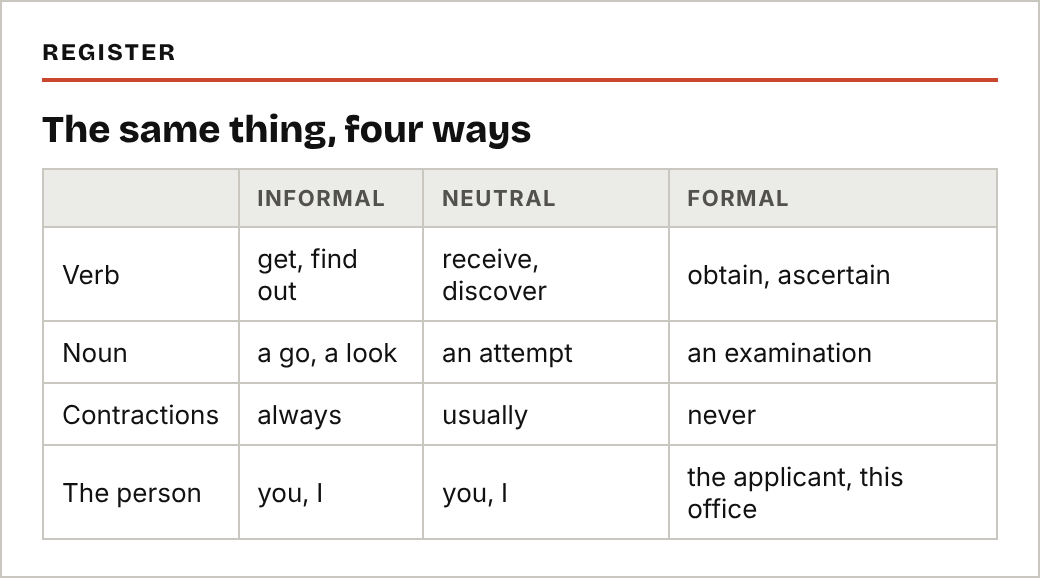 REGISTER
The same thing, four ways
INFORMAL NEUTRAL FORMAL
Verb get, find out receive, discover obtain, ascertain
Noun a go, a look an attempt an examination
Contractions always usually never
The person you, I you, I the applicant, this office